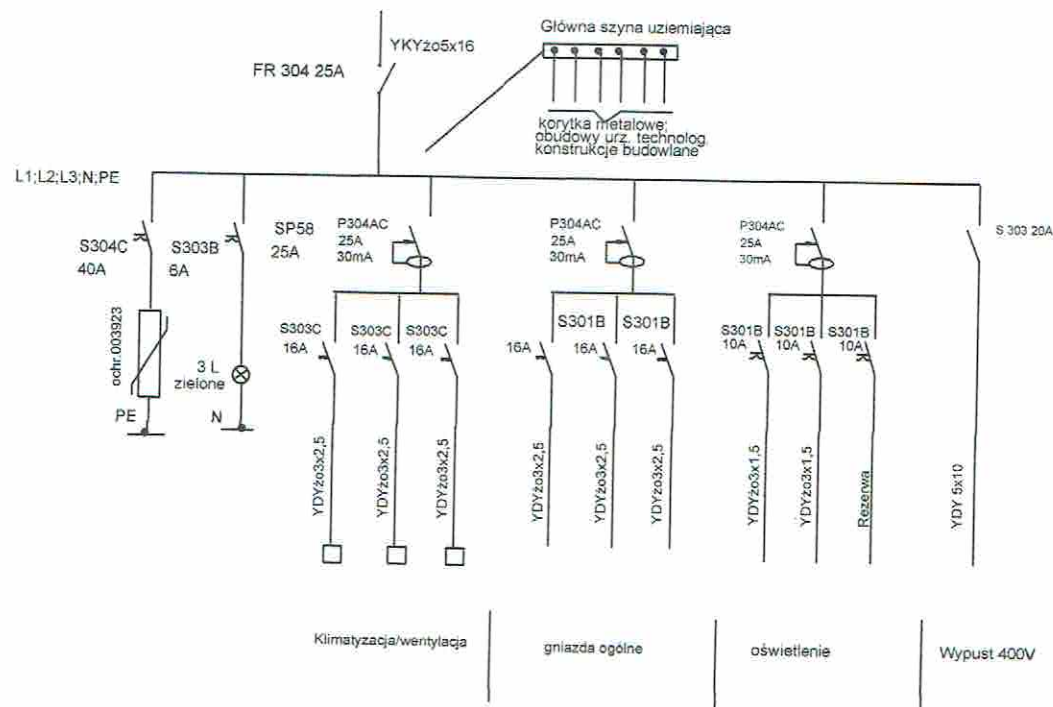 Główna szyna uziemiająca
YKYżo5x16
FR 304 25A
korytka metalowe;
obudowy urz. technolog.
konstrukcje budowlane
L1;L2;L3;N;PE
S304C
40A
S303B
6A
SP58
25A
P304AC
25A
30mA
P304AC
25A
30mA
P304AC
25A
30mA
S 303 20A
ochr.003923
3 L
zielone
PE
N
S303C
16A
S303C
16A
S303C
16A
16A
S301B
16A
S301B
16A
S301B
10A
S301B
10A
S301B
10A
YDYżo3x2,5
YDYżo3x2,5
YDYżo3x2,5
YDYżo3x2,5
YDYżo3x2,5
YDYżo3x2,5
YDYżo3x1,5
YDYżo3x1,5
Rezerwa
YDY 5x10
Klimatyzacja/wentylacja
gniazda ogólne
oświetlenie
Wypust 400V